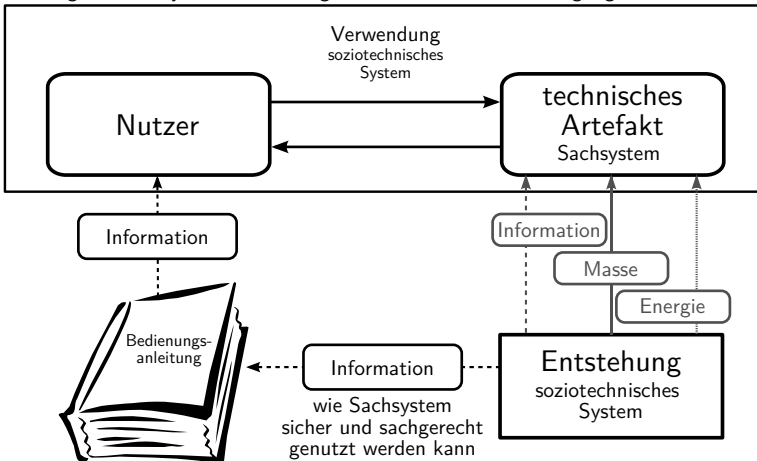 Verwendung
soziotechnisches
System
Nutzer
technisches
Artefakt
Sachsystem
Information
Information
Masse
Energie
Bedienungs-
anleitung
Information
wie Sachsystem
sicher und sachgerecht
genutzt werden kann
Entstehung
soziotechnisches
System